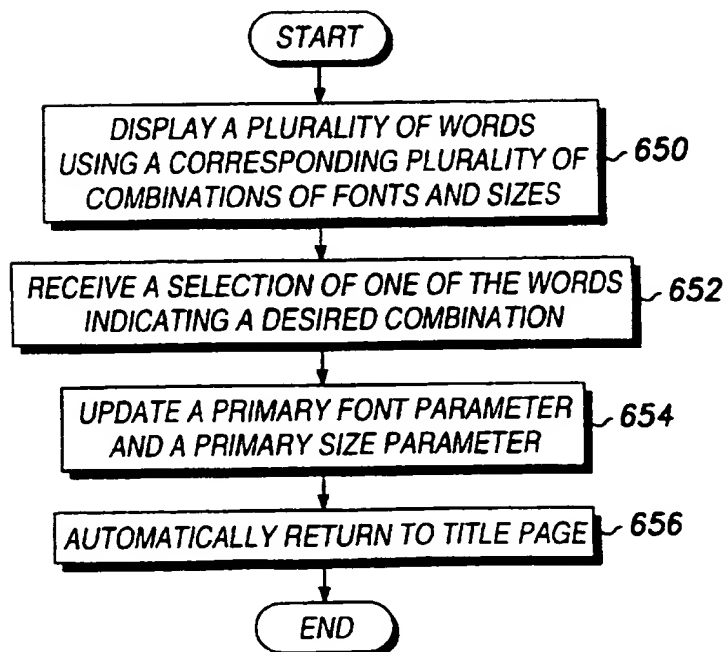 START
DISPLAY A PLURALITY OF WORDS
USING A CORRESPONDING PLURALITY OF
COMBINATIONS OF FONTS AND SIZES
650
RECEIVE A SELECTION OF ONE OF THE WORDS
INDICATING A DESIRED COMBINATION
652
UPDATE A PRIMARY FONT PARAMETER
AND A PRIMARY SIZE PARAMETER
654
AUTOMATICALLY RETURN TO TITLE PAGE
656
END